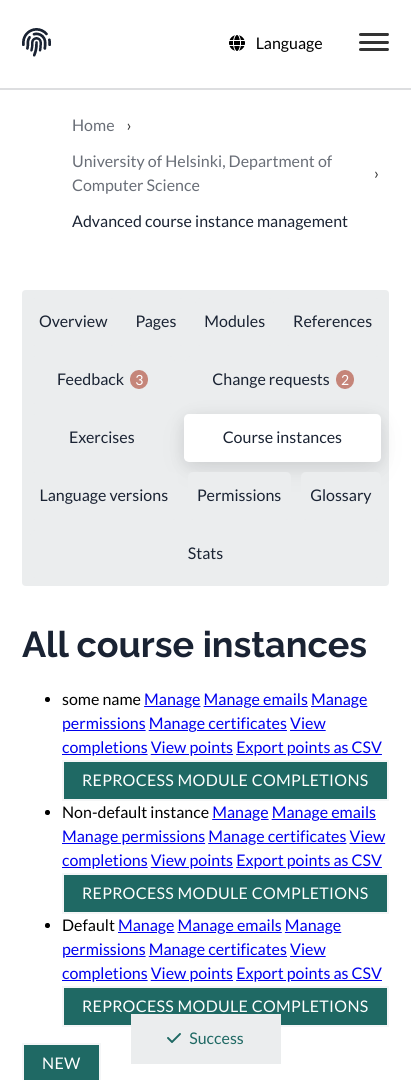 Language
Home ›
University of Helsinki, Department of
Computer Science ›
Advanced course instance management
Overview Pages Modules References
Feedback 3 Change requests 2
Exercises Course instances
Language versions Permissions Glossary
Stats
All course instances
• some name Manage Manage emails Manage
permissions Manage certificates View
completions View points Export points as CSV
REPROCESS MODULE COMPLETIONS
• Non-default instance Manage Manage emails
Manage permissions Manage certificates View
completions View points Export points as CSV
REPROCESS MODULE COMPLETIONS
• Default Manage Manage emails Manage
permissions Manage certificates View
completions View points Export points as CSV
REPROCESS MODULE COMPLETIONS
Success
NEW